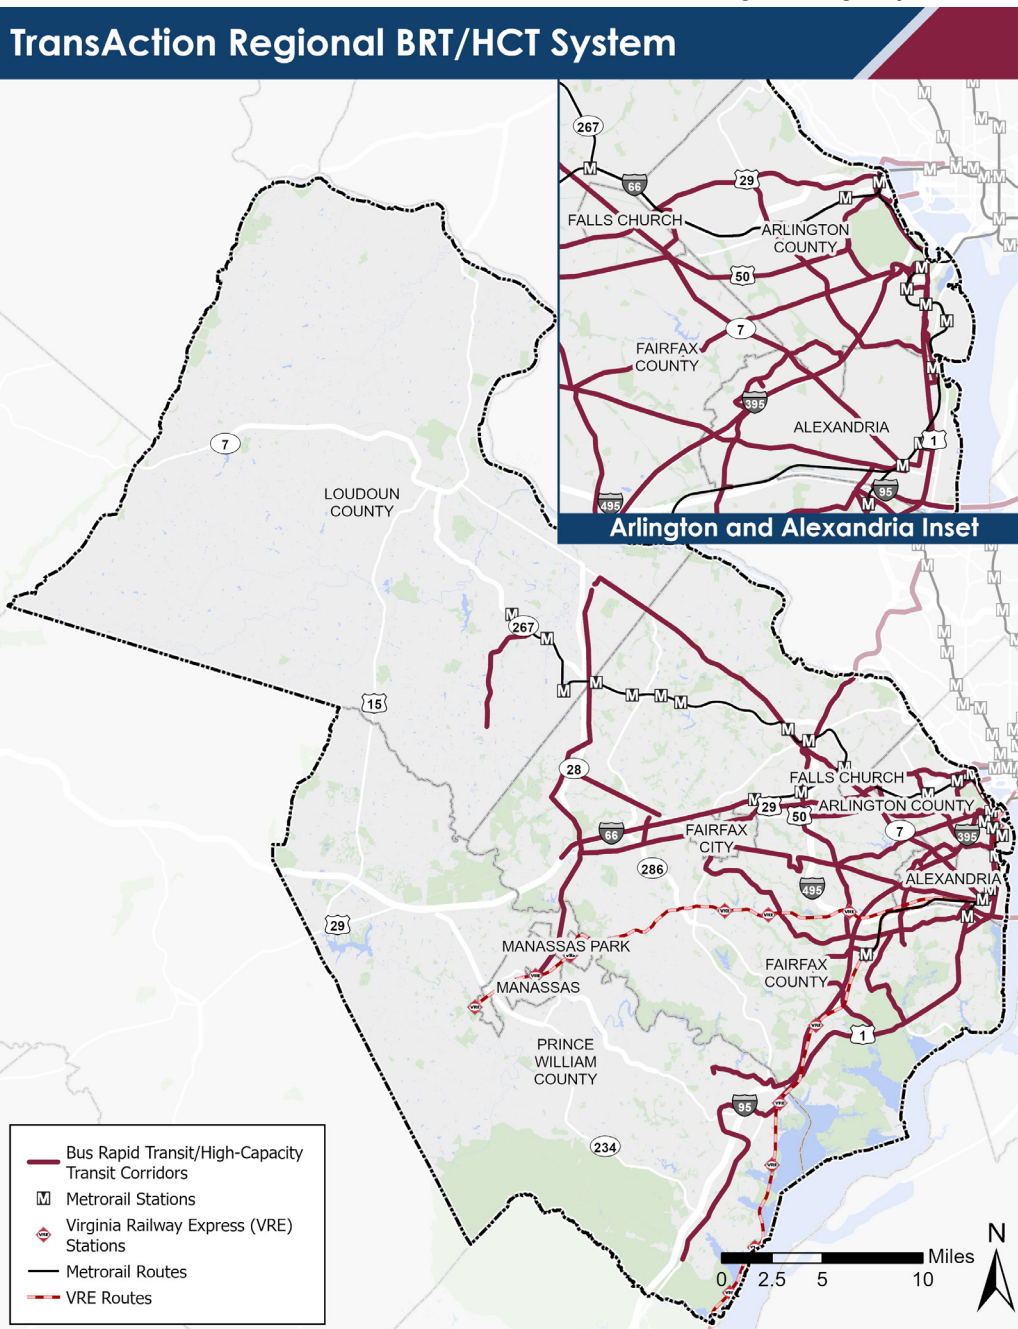 TransAction Regional BRT/HCT System
267
66
29
FALLS CHURCH
ARLINGTON
COUNTY
50
7
FAIRFAX
COUNTY
395
ALEXANDRIA
1
95
495
Arlington and Alexandria Inset
7
LOUDOUN
COUNTY
267
15
28
FALLS CHURCH
29
ARLINGTON COUNTY
50
66
FAIRFAX
CITY
7
395
286
495
ALEXANDRIA
29
MANASSAS PARK
MANASSAS
FAIRFAX
COUNTY
1
PRINCE
WILLIAM
COUNTY
95
234
Bus Rapid Transit/High-Capacity
Transit Corridors
M Metrorail Stations
VRE Virginia Railway Express (VRE)
Stations
Metrorail Routes
VRE Routes
N
Miles
0 2.5 5 10